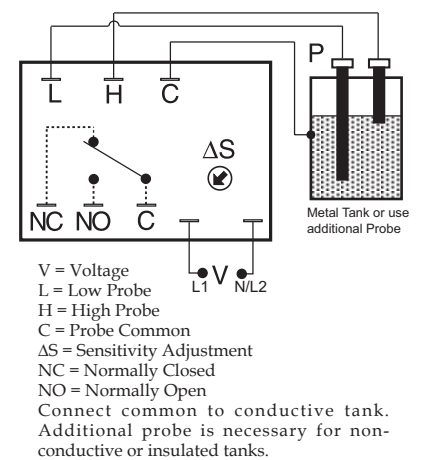 P
L H C
ΔS
NC NO C
Metal Tank or use
additional Probe
L1 V N/L2
V = Voltage
L = Low Probe
H = High Probe
C = Probe Common
ΔS = Sensitivity Adjustment
NC = Normally Closed
NO = Normally Open
Connect common to conductive tank.
Additional probe is necessary for non-
conductive or insulated tanks.